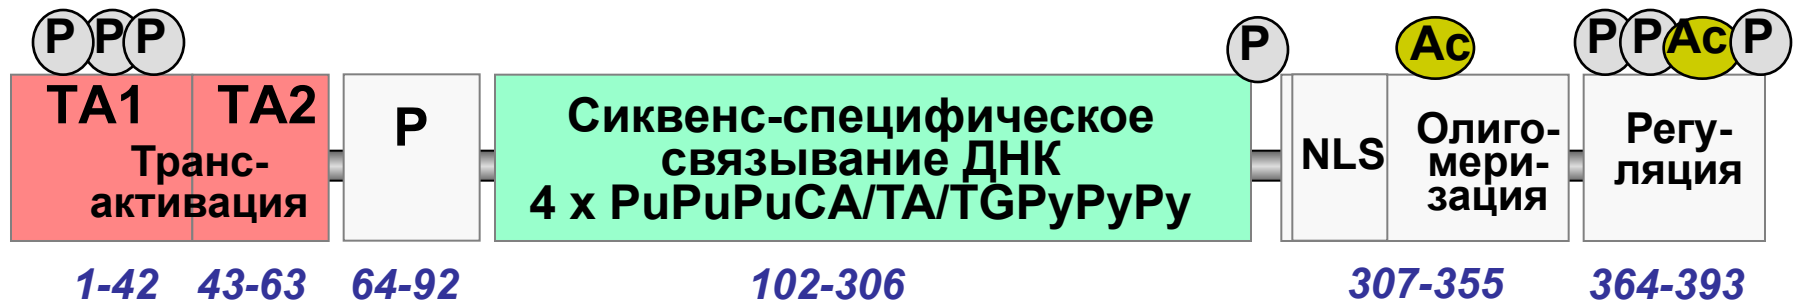 P P P P Ac P P Ac P
TA1 TA2
Транс-
активация
P
Сиквенс-специфическое
связывание ДНК
4 x PuPuPuCA/TA/TGPyPyPy
NLS
Олиго-
мери-
зация
Регу-
ляция
1-42 43-63 64-92 102-306 307-355 364-393